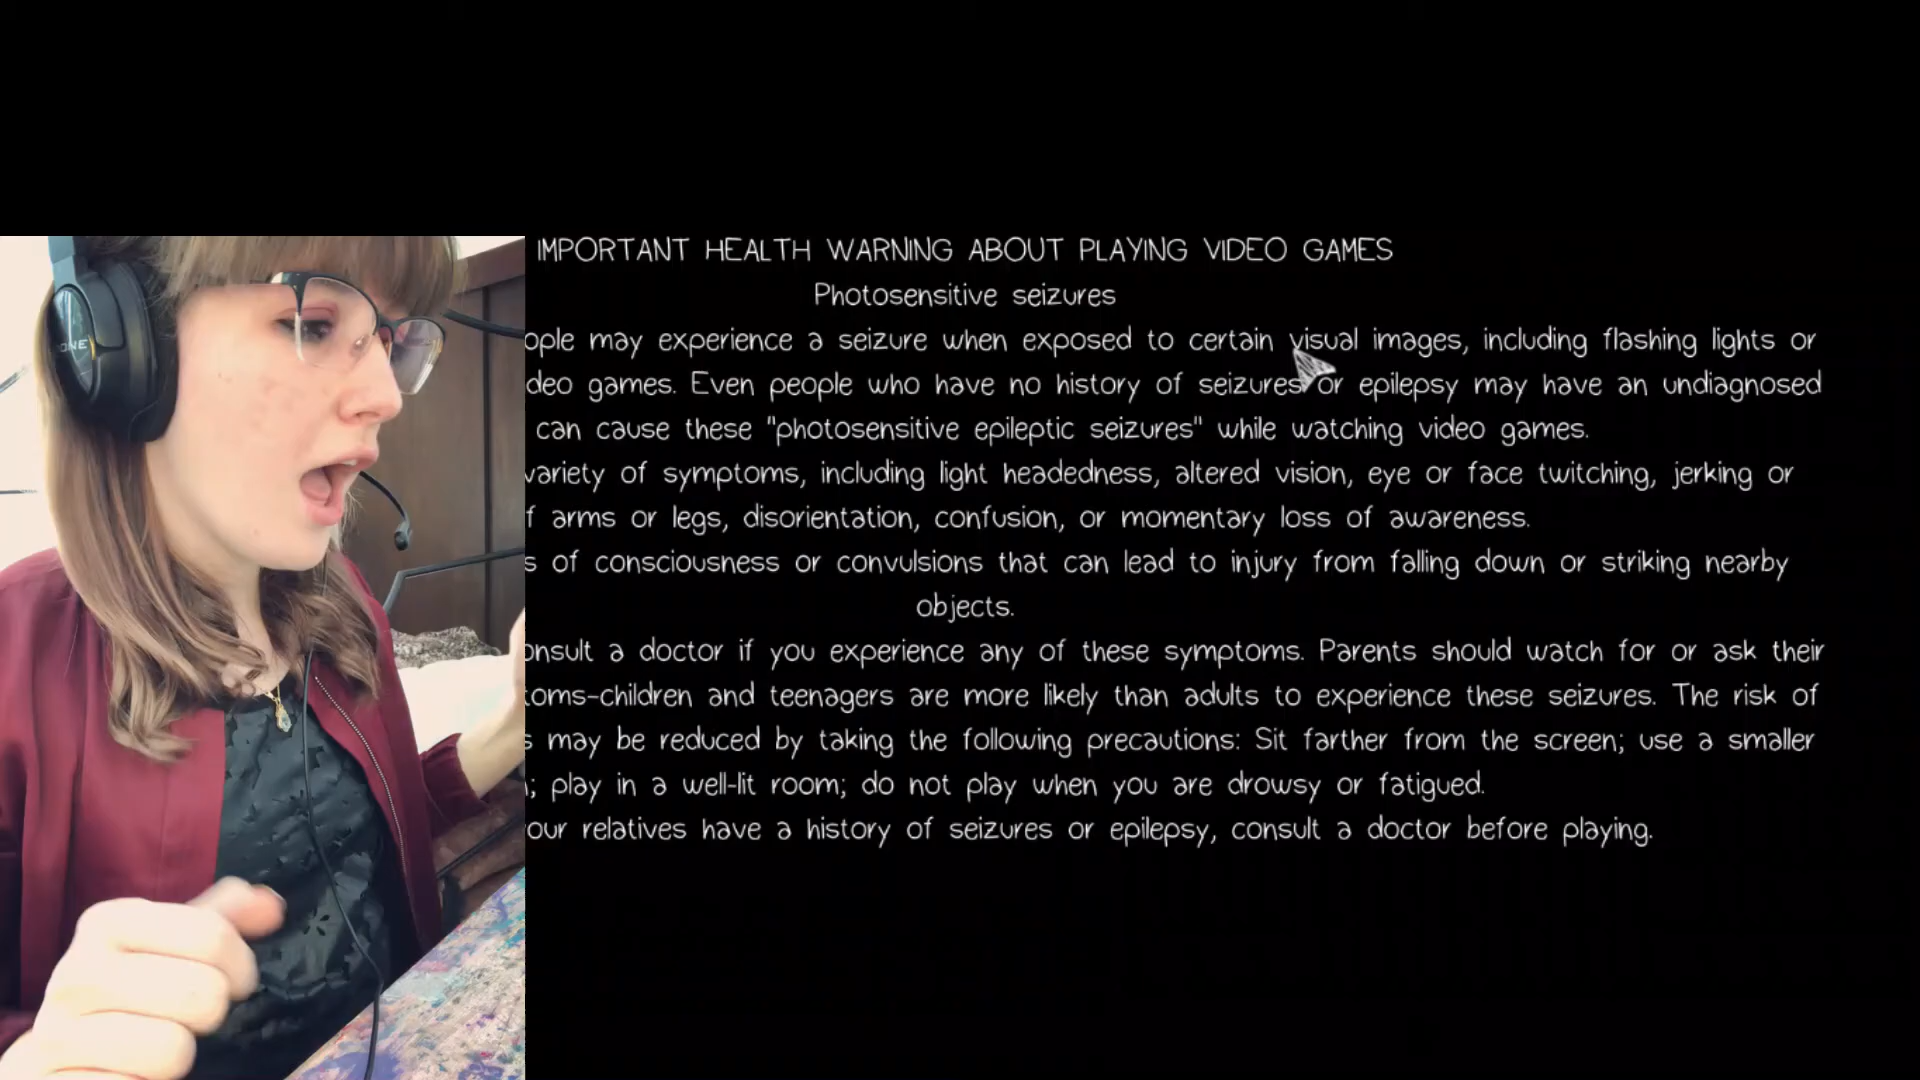 IMPORTANT HEALTH WARNING ABOUT PLAYING VIDEO GAMES
Photosensitive seizures
may experience a seizure when exposed to certain visual images, including flashing lights or
games. Even people who have no history of seizures or epilepsy may have an undiagnosed
can cause these "photosensitive epileptic seizures" while watching video games.
variety of symptoms, including light headedness, altered vision, eye or face twitching, jerking or
arms or legs, disorientation, confusion, or momentary loss of awareness.
of consciousness or convulsions that can lead to injury from falling down or striking nearby
objects.
a doctor if you experience any of these symptoms. Parents should watch for or ask their
toms-children and teenagers are more likely than adults to experience these seizures. The risk of
may be reduced by taking the following precautions: Sit farther from the screen; use a smaller
play in a well-lit room; do not play when you are drowsy or fatigued.
our relatives have a history of seizures or epilepsy, consult a doctor before playing.